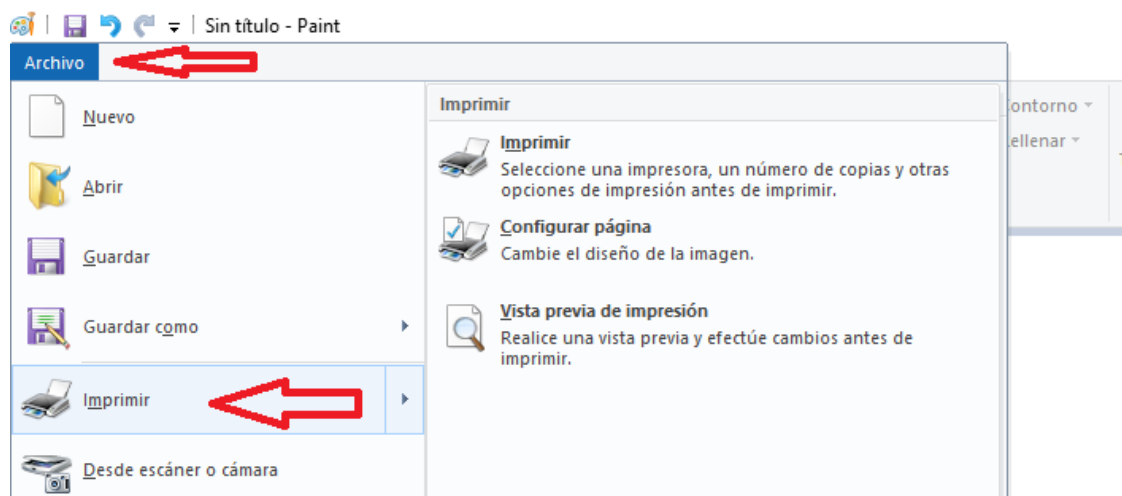 Sin título - Paint
Archivo
Nuevo
Abrir
Guardar
Guardar como
Imprimir
Desde escáner o cámara
Imprimir
Imprimir
Seleccione una impresora, un número de copias y otras
opciones de impresión antes de imprimir.
Configurar página
Cambie el diseño de la imagen.
Vista previa de impresión
Realice una vista previa y efectúe cambios antes de
imprimir.